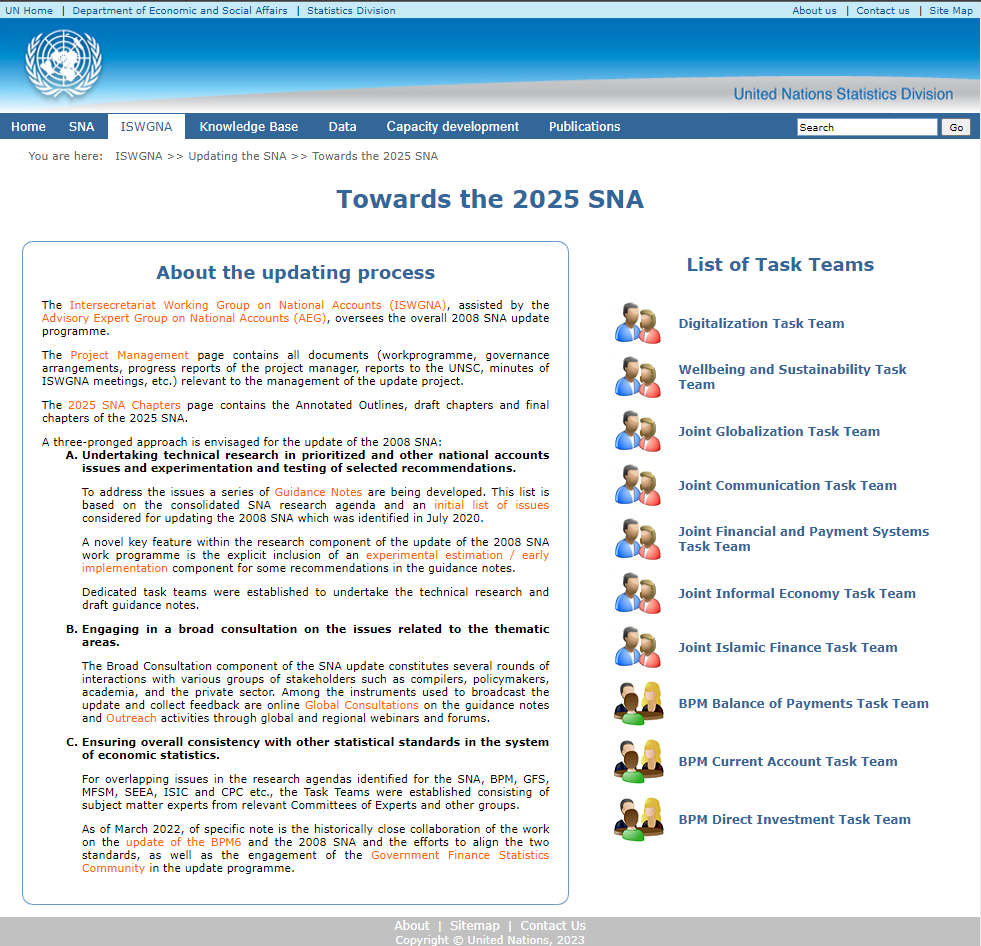 UN Home | Department of Economic and Social Affairs | Statistics Division
About us | Contact us | Site Map
United Nations Statistics Division
Home SNA ISWGNA Knowledge Base Data Capacity development Publications Search Go
You are here: ISWGNA >> Updating the SNA >> Towards the 2025 SNA
Towards the 2025 SNA
About the updating process
The Intersecretariat Working Group on National Accounts (ISWGNA), assisted by the
Advisory Expert Group on National Accounts (AEG), oversees the overall 2008 SNA update
programme.
The Project Management page contains all documents (workprogramme, governance
arrangements, progress reports of the project manager, reports to the UNSC, minutes of
ISWGNA meetings, etc.) relevant to the management of the update project.
The 2025 SNA Chapters page contains the Annotated Outlines, draft chapters and final
chapters of the 2025 SNA.
A three-pronged approach is envisaged for the update of the 2008 SNA:
A. Undertaking technical research in prioritized and other national accounts
issues and experimentation and testing of selected recommendations.
To address the issues a series of Guidance Notes are being developed. This list is
based on the consolidated SNA research agenda and an initial list of issues
considered for updating the 2008 SNA which was identified in July 2020.
A novel key feature within the research component of the update of the 2008 SNA
work programme is the explicit inclusion of an experimental estimation / early
implementation component for some recommendations in the guidance notes.
Dedicated task teams were established to undertake the technical research and
draft guidance notes.
B. Engaging in a broad consultation on the issues related to the thematic
areas.
The Broad Consultation component of the SNA update constitutes several rounds of
interactions with various groups of stakeholders such as compilers, policymakers,
academia, and the private sector. Among the instruments used to broadcast the
update and collect feedback are online Global Consultations on the guidance notes
and Outreach activities through global and regional webinars and forums.
C. Ensuring overall consistency with other statistical standards in the system
of economic statistics.
For overlapping issues in the research agendas identified for the SNA, BPM, GFS,
MFSM, SEEA, ISIC and CPC etc., the Task Teams were established consisting of
subject matter experts from relevant Committees of Experts and other groups.
As of March 2022, of specific note is the historically close collaboration of the work
on the update of the BPM6 and the 2008 SNA and the efforts to align the two
standards, as well as the engagement of the Government Finance Statistics
Community in the update programme.
List of Task Teams
Digitalization Task Team
Wellbeing and Sustainability Task
Team
Joint Globalization Task Team
Joint Communication Task Team
Joint Financial and Payment Systems
Task Team
Joint Informal Economy Task Team
Joint Islamic Finance Task Team
BPM Balance of Payments Task Team
BPM Current Account Task Team
BPM Direct Investment Task Team
About | Sitemap | Contact Us
Copyright © United Nations, 2023